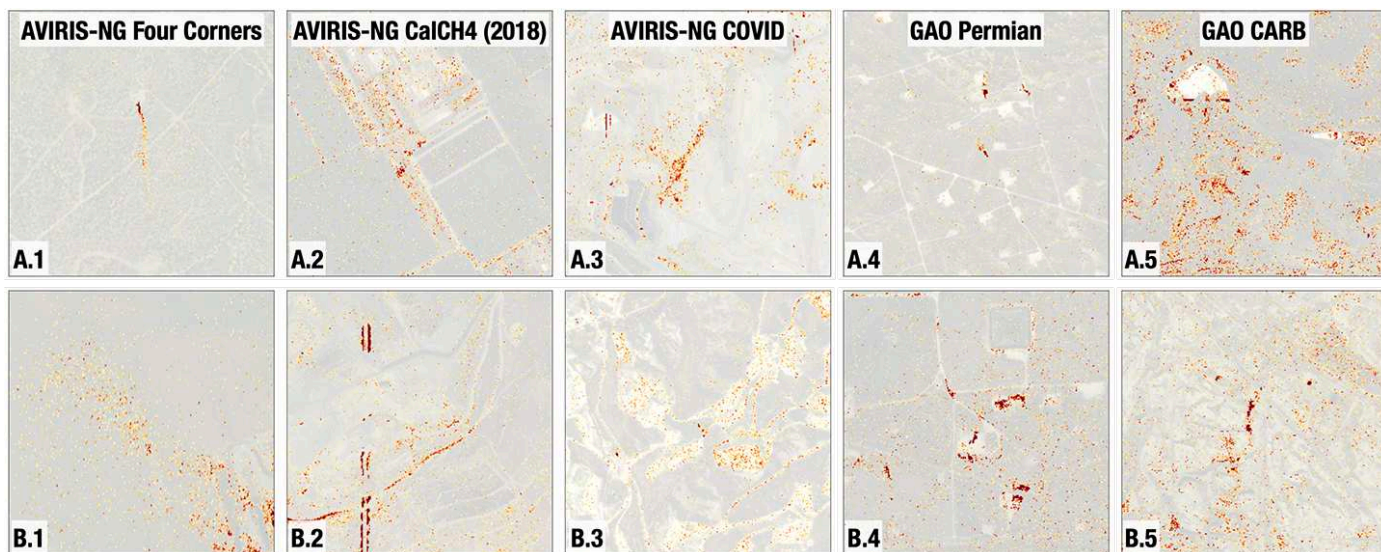 AVIRIS-NG Four Corners
AVIRIS-NG CalCH4 (2018)
AVIRIS-NG COVID
GAO Permian
GAO CARB
A.1
A.2
A.3
A.4
A.5
B.1
B.2
B.3
B.4
B.5